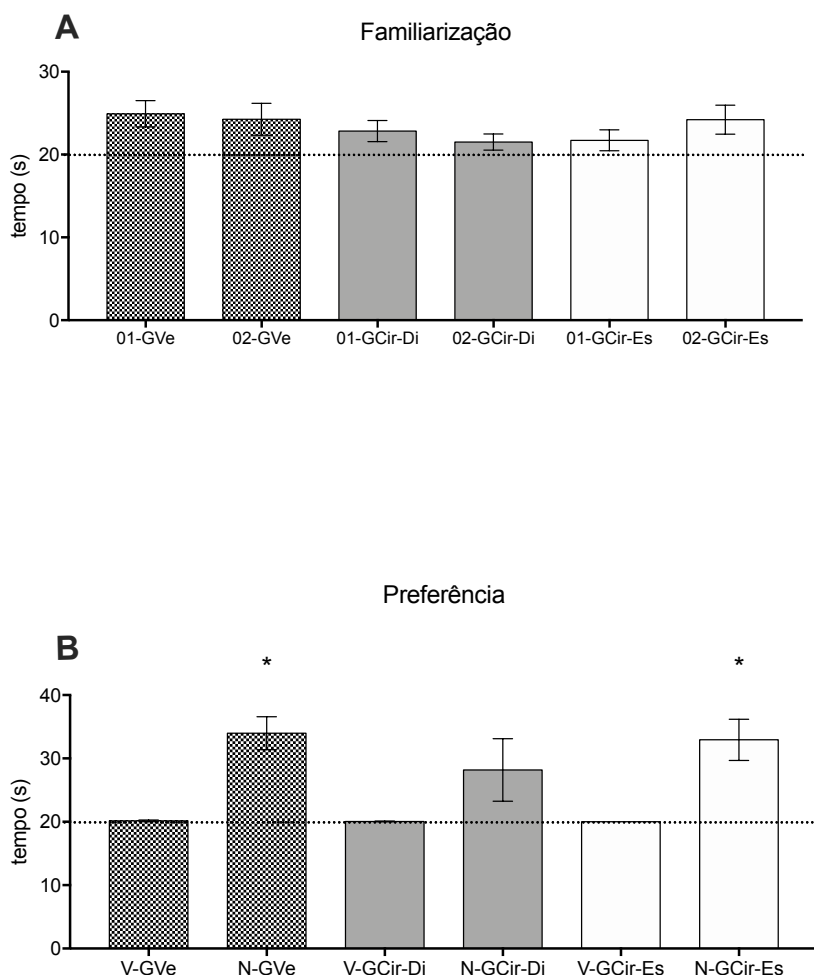 A
Familiarização
30
20
10
0
tempo (s)
01-GVe 02-GVe 01-GCir-Di 02-GCir-Di 01-GCir-Es 02-GCir-Es
Preferência
B
* *
40
30
20
10
0
tempo (s)
V-GVe N-GVe V-GCir-Di N-GCir-Di V-GCir-Es N-GCir-Es